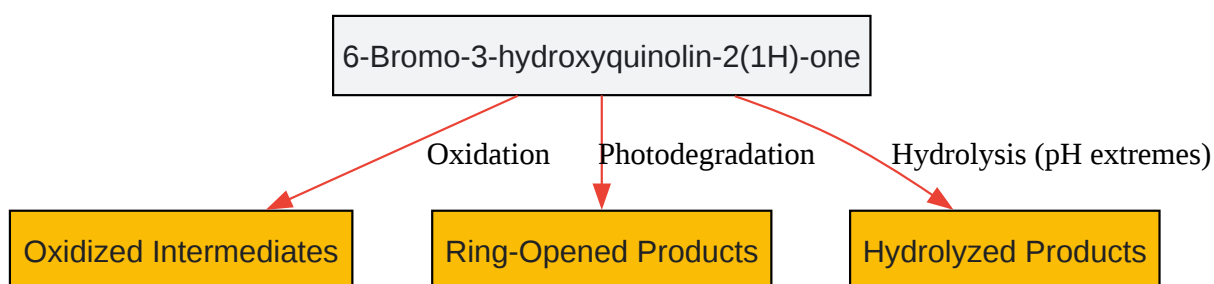 6-Bromo-3-hydroxyquinolin-2(1H)-one
Oxidation
Photodegradation
Hydrolysis (pH extremes)
Oxidized Intermediates
Ring-Opened Products
Hydrolyzed Products